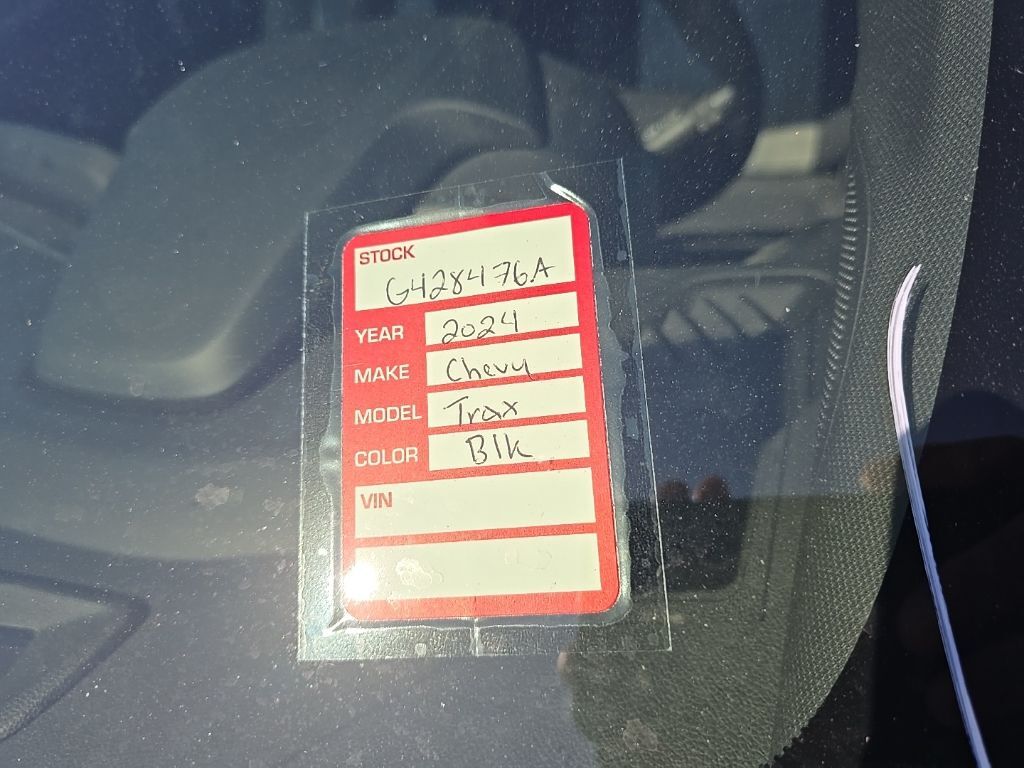 STOCK
G428476A
YEAR 2024
MAKE Chevy
MODEL Trax
COLOR Blk
VIN